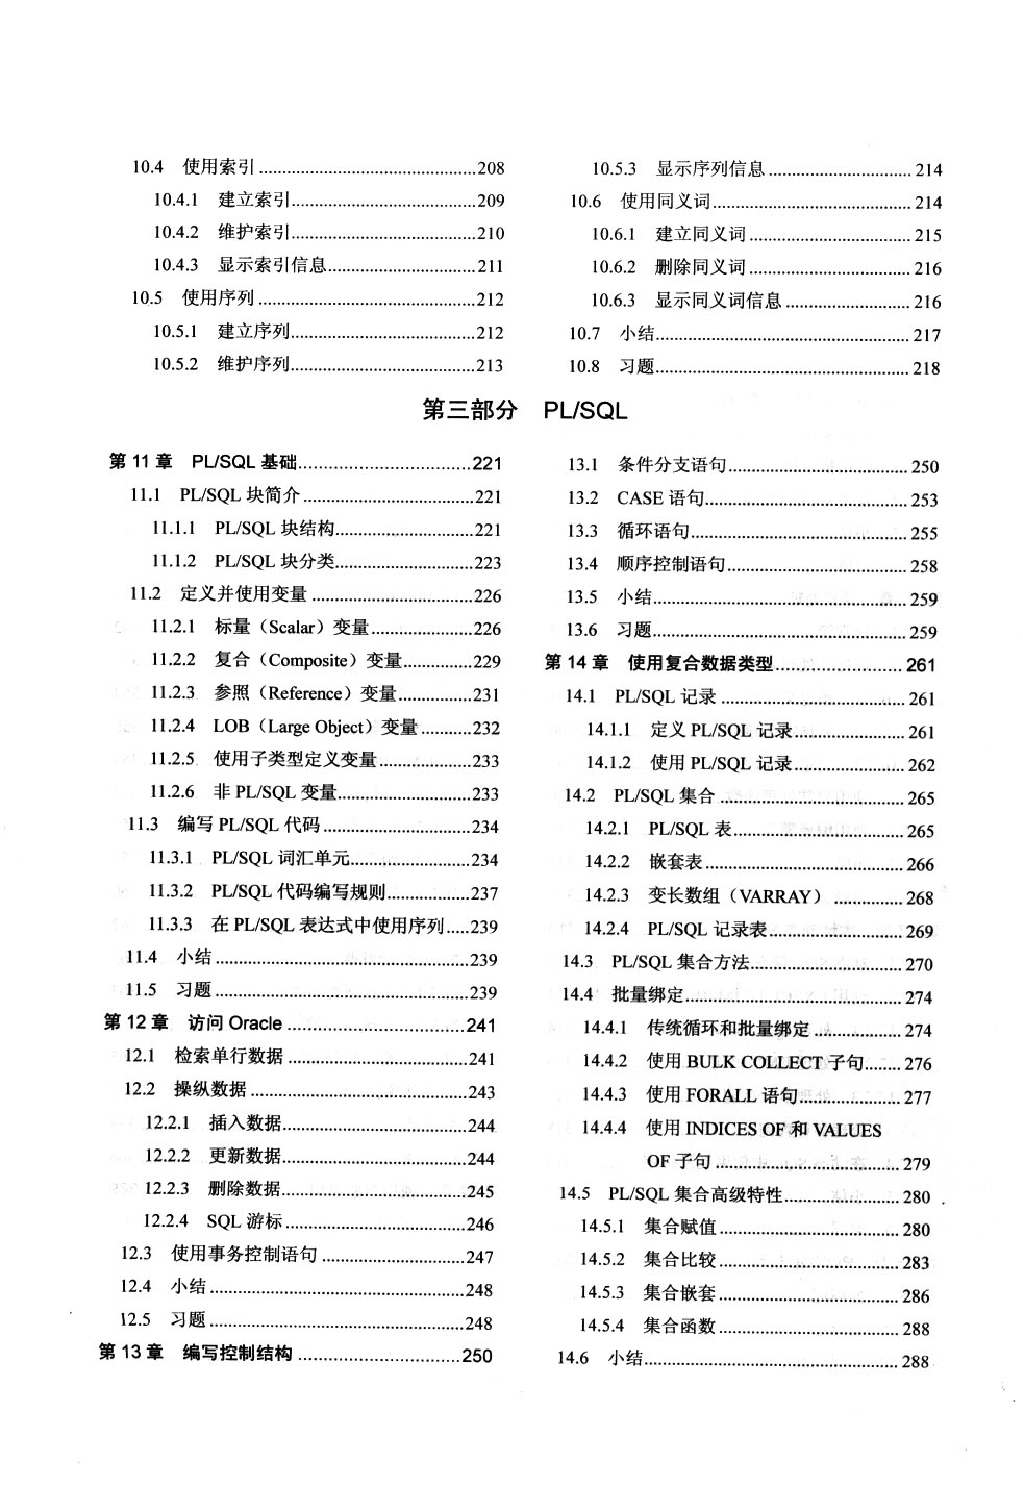 10.4 使用索引................208
10.4.1 建立索引................209
10.4.2 维护索引................210
10.4.3 显示索引信息................211
10.5 使用序列................212
10.5.1 建立序列................212
10.5.2 维护序列................213
10.5.3 显示序列信息................214
10.6 使用同义词................214
10.6.1 建立同义词................215
10.6.2 删除同义词................216
10.6.3 显示同义词信息................216
10.7 小结................217
10.8 习题................218
第三部分 PL/SQL
第 11 章 PL/SQL 基础................221
11.1 PL/SQL 块简介................221
11.1.1 PL/SQL 块结构................221
11.1.2 PL/SQL 块分类................223
11.2 定义并使用变量................226
11.2.1 标量（Scalar）变量................226
11.2.2 复合（Composite）变量................229
11.2.3 参照（Reference）变量................231
11.2.4 LOB（Large Object）变量................232
11.2.5 使用子类型定义变量................233
11.2.6 非 PL/SQL 变量................233
11.3 编写 PL/SQL 代码................234
11.3.1 PL/SQL 词汇单元................234
11.3.2 PL/SQL 代码编写规则................237
11.3.3 在 PL/SQL 表达式中使用序列.....239
11.4 小结................239
11.5 习题................239
第 12 章 访问 Oracle................241
12.1 检索单行数据................241
12.2 操纵数据................243
12.2.1 插入数据................244
12.2.2 更新数据................244
12.2.3 删除数据................245
12.2.4 SQL 游标................246
12.3 使用事务控制语句................247
12.4 小结................248
12.5 习题................248
第 13 章 编写控制结构................250
13.1 条件分支语句................250
13.2 CASE 语句................253
13.3 循环语句................255
13.4 顺序控制语句................258
13.5 小结................259
13.6 习题................259
第 14 章 使用复合数据类型................261
14.1 PL/SQL 记录................261
14.1.1 定义 PL/SQL 记录................261
14.1.2 使用 PL/SQL 记录................262
14.2 PL/SQL 集合................265
14.2.1 PL/SQL 表................265
14.2.2 嵌套表................266
14.2.3 变长数组（VARRAY）................268
14.2.4 PL/SQL 记录表................269
14.3 PL/SQL 集合方法................270
14.4 批量绑定................274
14.4.1 传统循环和批量绑定................274
14.4.2 使用 BULK COLLECT 子句........276
14.4.3 使用 FORALL 语句................277
14.4.4 使用 INDICES OF 和 VALUES
OF 子句................279
14.5 PL/SQL 集合高级特性................280
14.5.1 集合赋值................280
14.5.2 集合比较................283
14.5.3 集合嵌套................286
14.5.4 集合函数................288
14.6 小结................288